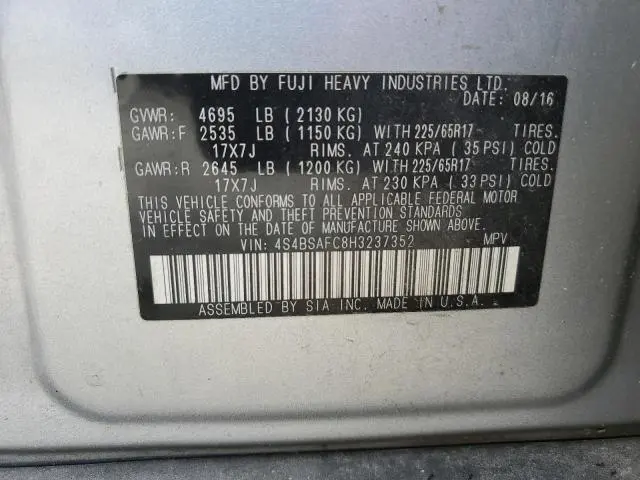 MFD BY FUJI HEAVY INDUSTRIES LTD.
DATE: 08/16
GVWR: 4695 LB ( 2130 KG)
GAWR:F 2535 LB ( 1150 KG) WITH 225/65R17 TIRES.
17X7J RIMS. AT 240 KPA ( 35 PSI) COLD
GAWR:R 2645 LB ( 1200 KG) WITH 225/65R17 TIRES.
17X7J RIMS. AT 230 KPA ( 33 PSI) COLD
THIS VEHICLE CONFORMS TO ALL APPLICABLE FEDERAL MOTOR
VEHICLE SAFETY AND THEFT PREVENTION STANDARDS
IN EFFECT ON THE DATE OF MANUFACTURE SHOWN ABOVE.
VIN: 4S4BSAFC8H3237352 MPV
ASSEMBLED BY SIA INC. MADE IN U.S.A.